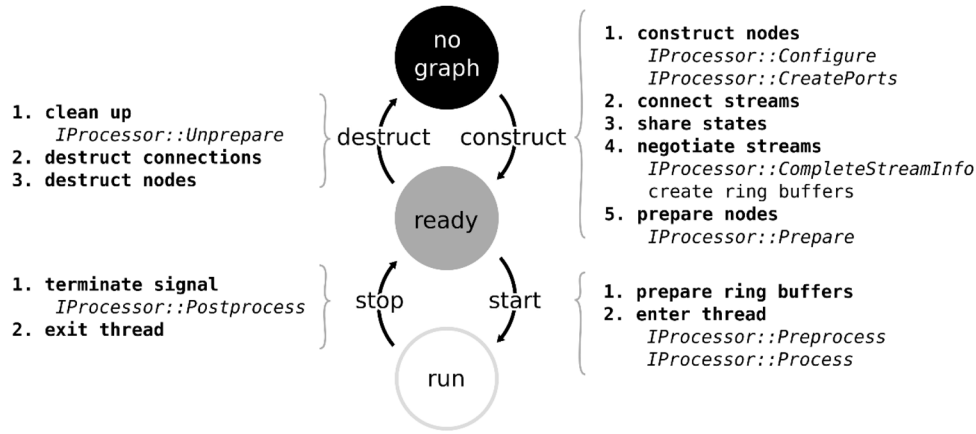 no
graph
1. construct nodes
IProcessor::Configure
IProcessor::CreatePorts
2. connect streams
3. share states
4. negotiate streams
IProcessor::CompleteStreamInfo
create ring buffers
5. prepare nodes
IProcessor::Prepare
1. clean up
IProcessor::Unprepare
2. destruct connections
3. destruct nodes
destruct
construct
ready
1. terminate signal
IProcessor::Postprocess
2. exit thread
stop
start
1. prepare ring buffers
2. enter thread
IProcessor::Preprocess
IProcessor::Process
run